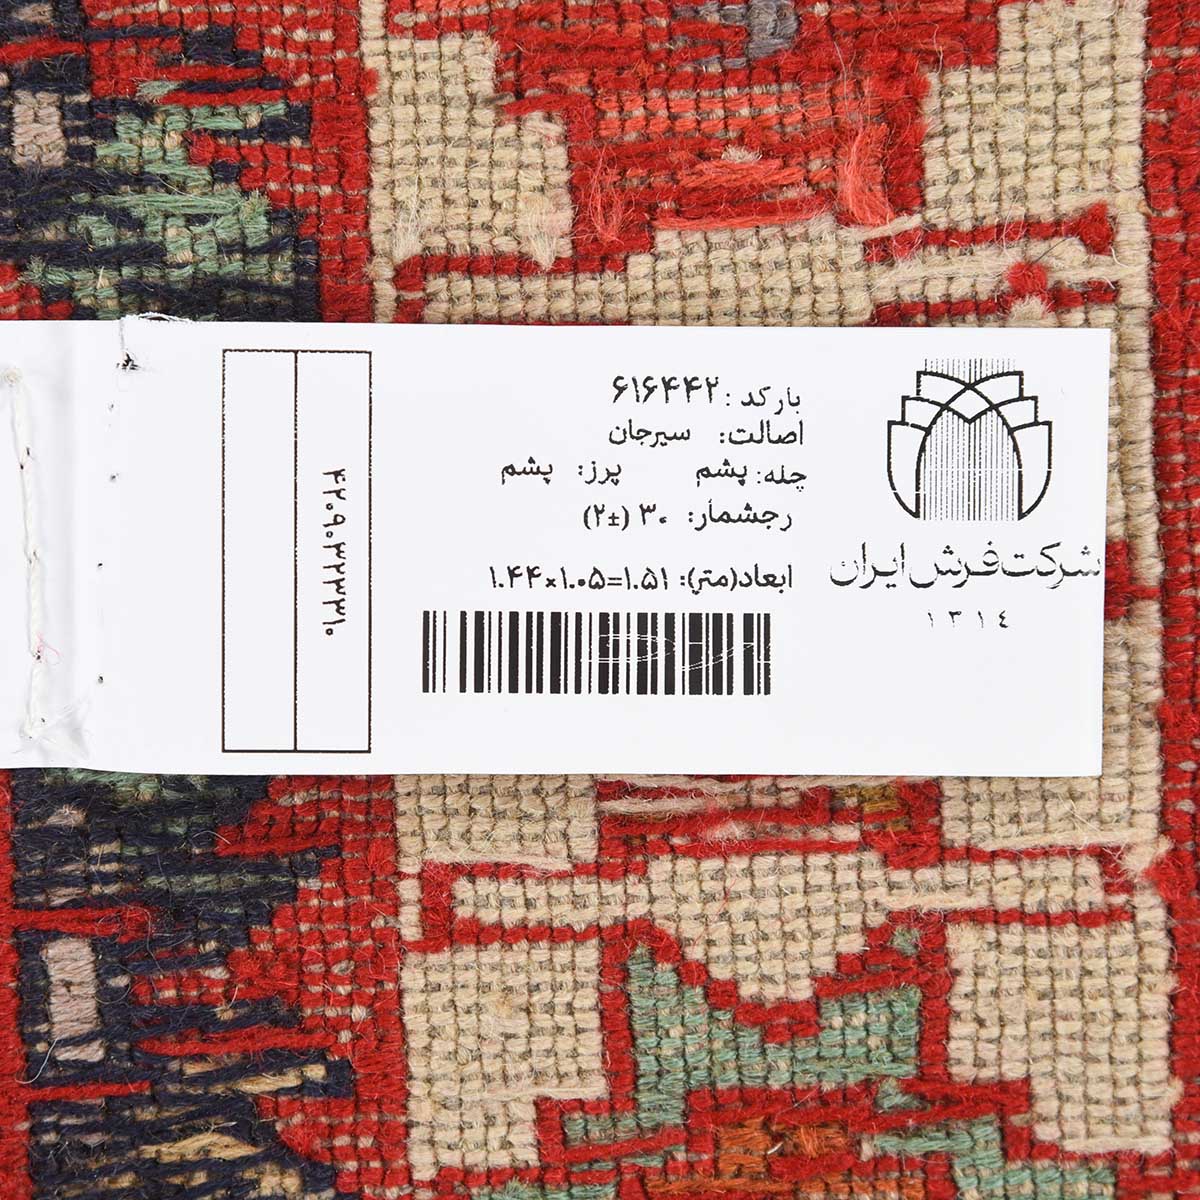 بارکد: ۶۱۶۴۴۲
اصالت: سیرجان
چله: پشم پرز: پشم
رجشمار: ۳۰ (±۲)
ابعاد(متر): ۱.۵۱=۱.۰۵×۱.۴۴
شرکت فرش ایران
۱۳۱۴
۴۲۰۹۰۳۲۳۳۱۰